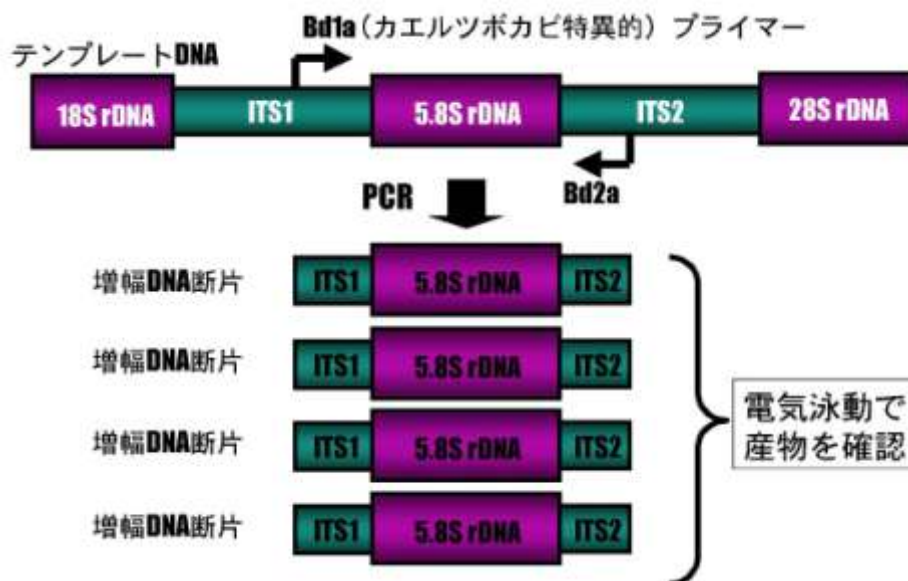 Bd1a（カエルツボカビ特異的）プライマー
テンプレートDNA
18S rDNA ITS1 5.8S rDNA ITS2 28S rDNA
PCR
Bd2a
増幅DNA断片 ITS1 5.8S rDNA ITS2
増幅DNA断片 ITS1 5.8S rDNA ITS2
増幅DNA断片 ITS1 5.8S rDNA ITS2
増幅DNA断片 ITS1 5.8S rDNA ITS2
電気泳動で
産物を確認